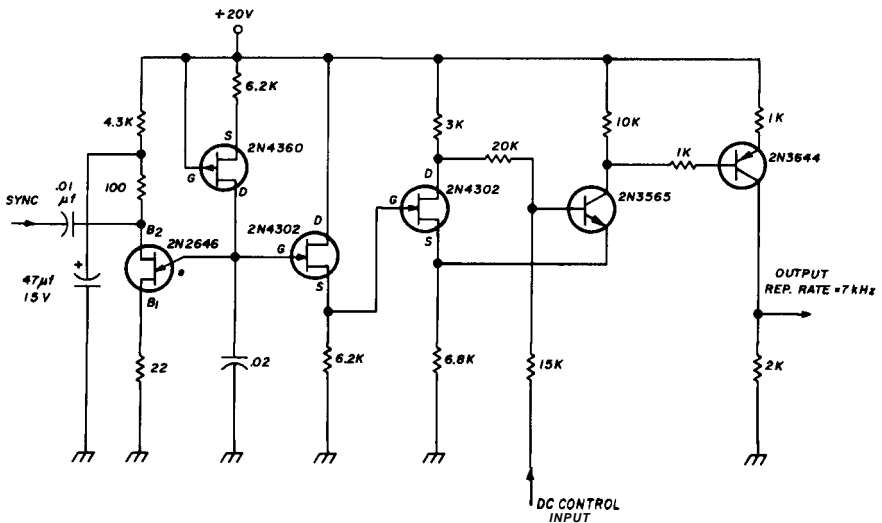 +20V
6.2K
4.3K
3K
10K
1K
20K
S
2N4360
G
D
2N3644
SYNC
.01
µf
100
D
1K
B2
2N4302
G
2N4302
2N3565
2N2646
D
G
S
e
S
+
47µf
15V
B1
OUTPUT
REP. RATE = 7 kHz
22
.02
6.2K
6.8K
15K
2K
DC CONTROL
INPUT